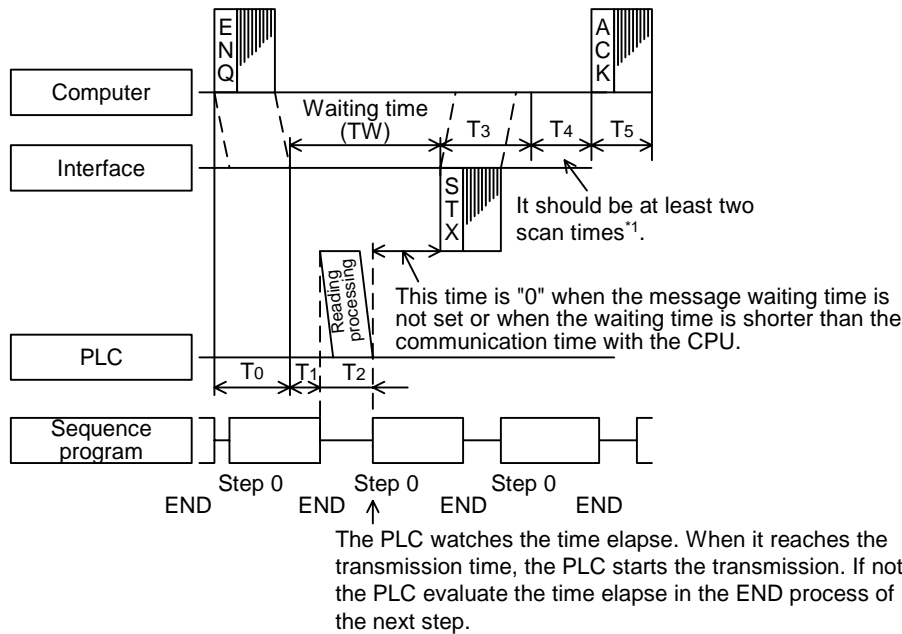 ENQ
ACK
Computer
Waiting time
(TW)
T3
T4
T5
Interface
STX
It should be at least two
scan times*1.
Reading
processing
This time is "0" when the message waiting time is
not set or when the waiting time is shorter than the
communication time with the CPU.
PLC
T0
T1
T2
Sequence
program
Step 0
Step 0
Step 0
END
END
END
END
The PLC watches the time elapse. When it reaches the
transmission time, the PLC starts the transmission. If not
the PLC evaluate the time elapse in the END process of
the next step.